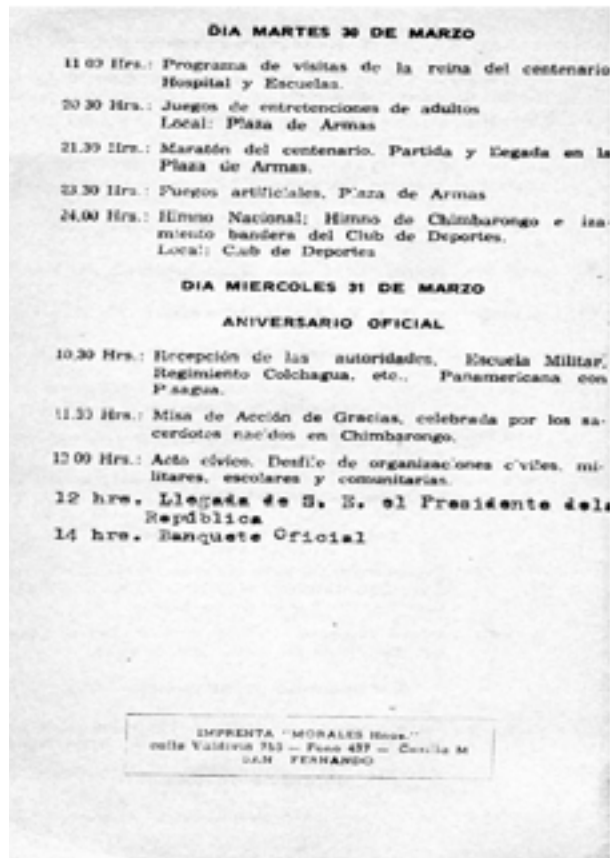 DIA MARTES 30 DE MARZO
11 00 Hrs.: Programa de visitas de la reina del centenario
Hospital y Escuelas.
20 30 Hrs.: Juegos de entretenciones de adultos
Local: Plaza de Armas
21.30 Hrs.: Maratón del centenario. Partida y llegada en la
Plaza de Armas.
23.30 Hrs.: Fuegos artificiales, Plaza de Armas
24,00 Hrs.: Himno Nacional; Himno de Chimbarongo e iza-
miento bandera del Club de Deportes.
Local: Club de Deportes
DIA MIERCOLES 31 DE MARZO
ANIVERSARIO OFICIAL
10,30 Hrs.: Recepción de las autoridades, Escuela Militar,
Regimiento Colchagua, etc., Panamericana con
Pisagua.
11.30 Hrs.: Misa de Acción de Gracias, celebrada por los sa-
cerdotes nacidos en Chimbarongo.
Hrs.: Acto cívico. Desfile de organizaciones civiles, mi-
litares, escolares y comunitarias.
12 hrs. Llegada de S. E. el Presidente dela
República
14 hrs. Banquete Oficial
IMPRENTA "MORALES Hnos."
calle Valdivia — Fono — Casilla M
SAN FERNANDO